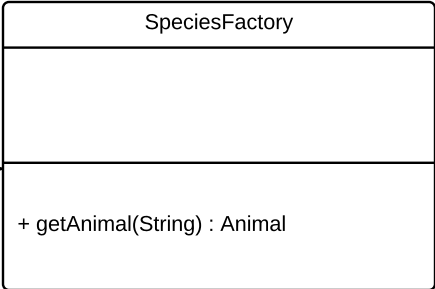 SpeciesFactory
+ getAnimal(String) : Animal